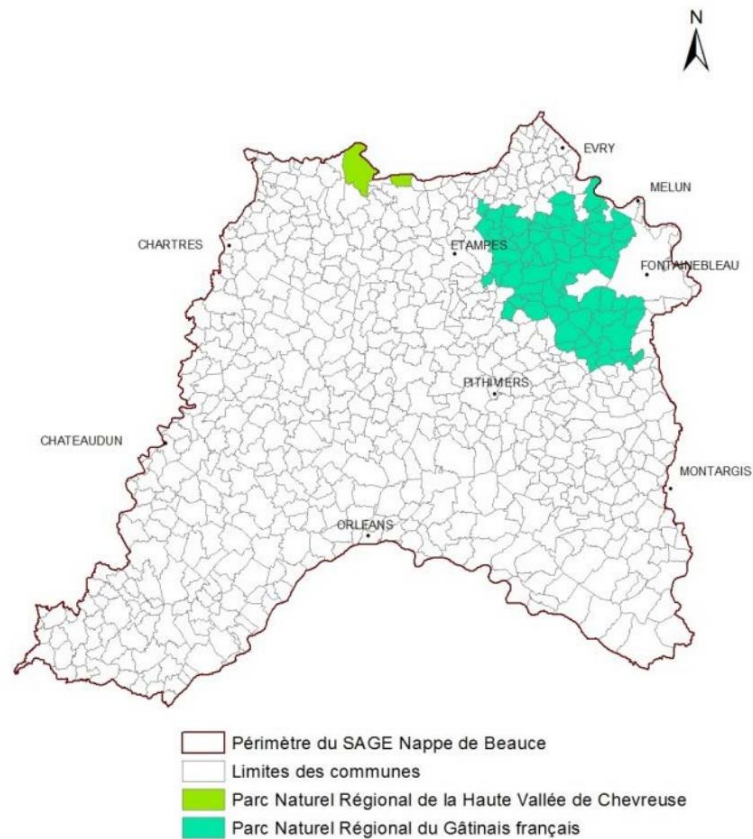 N
EVRY
MELUN
CHARTRES
ETAMPES
FONTAINEBLEAU
PITHIVIERS
CHATEAUDUN
MONTARGIS
ORLEANS
Périmètre du SAGE Nappe de Beauce
Limites des communes
Parc Naturel Régional de la Haute Vallée de Chevreuse
Parc Naturel Régional du Gâtinais français